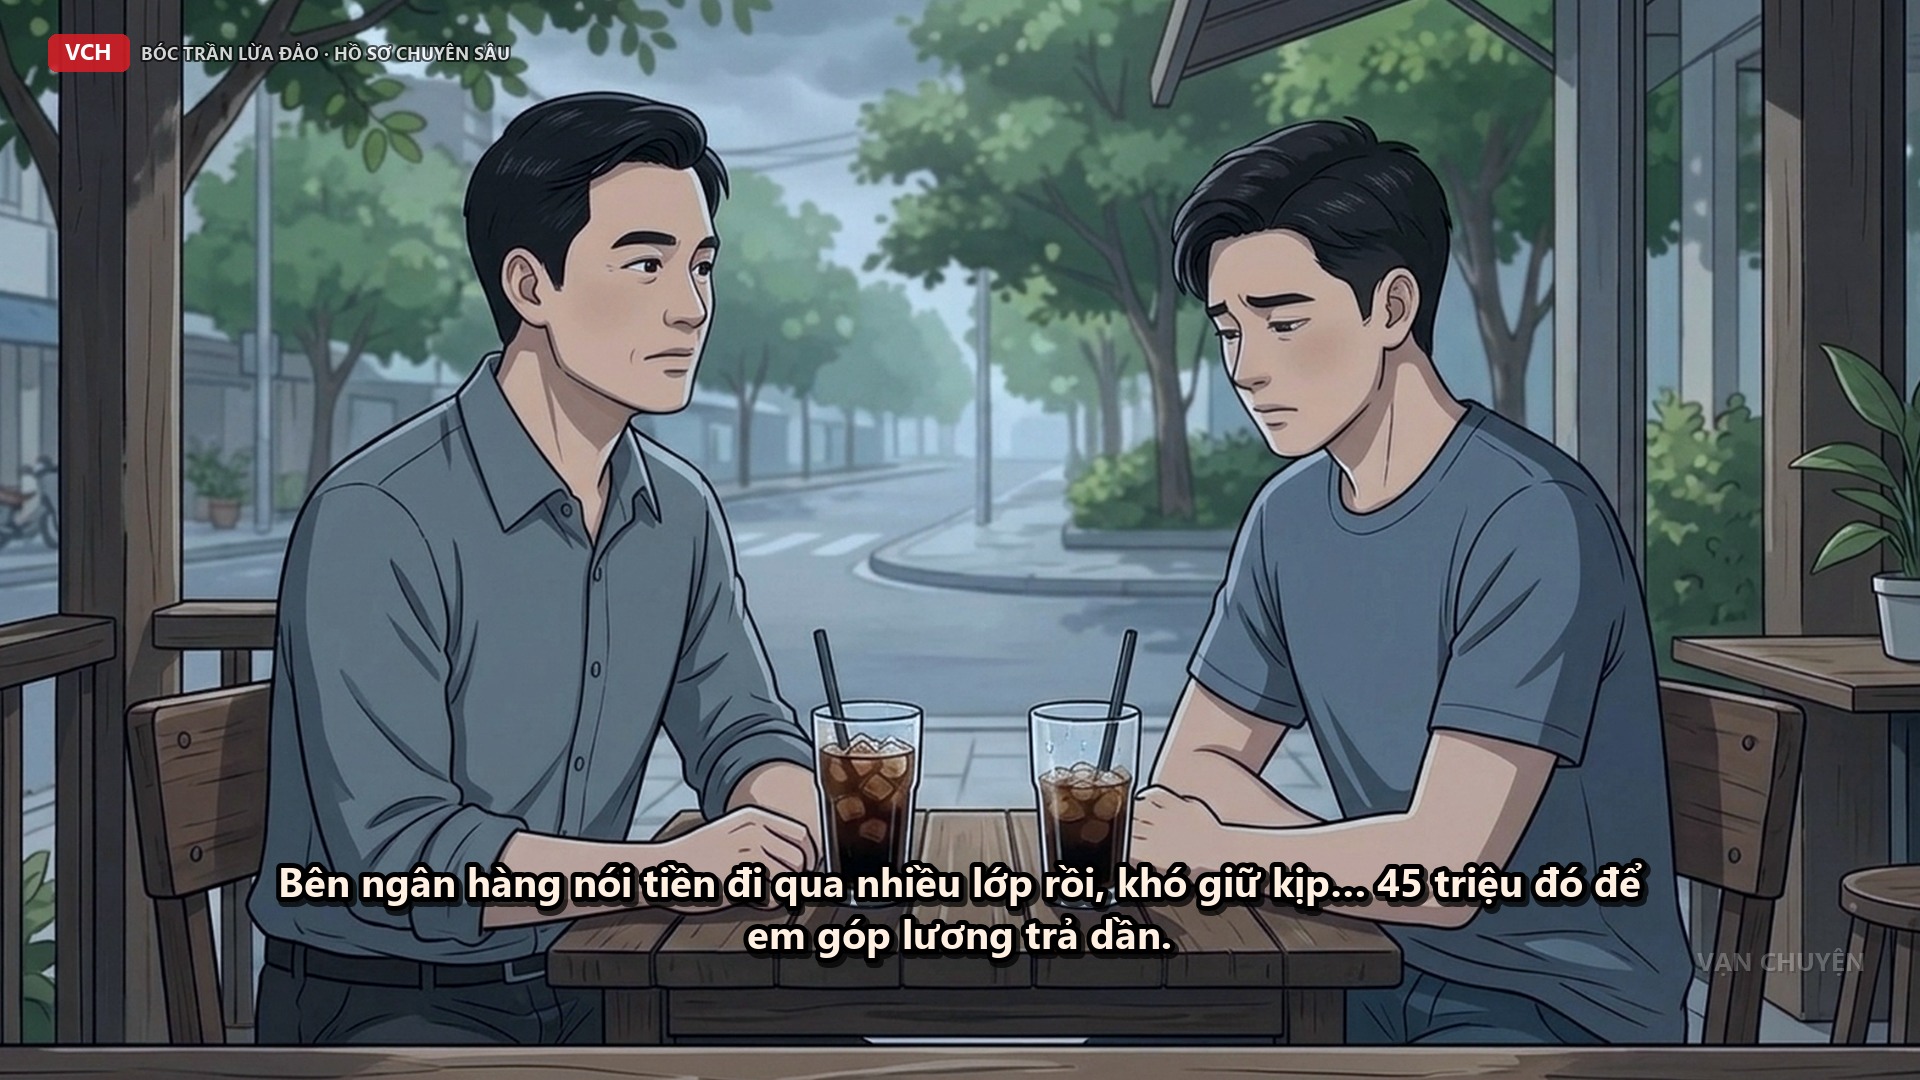 VCH BÓC TRẦN LỪA ĐẢO · HỒ SƠ CHUYÊN SÂU
Bên ngân hàng nói tiền đi qua nhiều lớp rồi, khó giữ kịp... 45 triệu đó để
em góp lương trả dần.
VẠN CHUYỆN